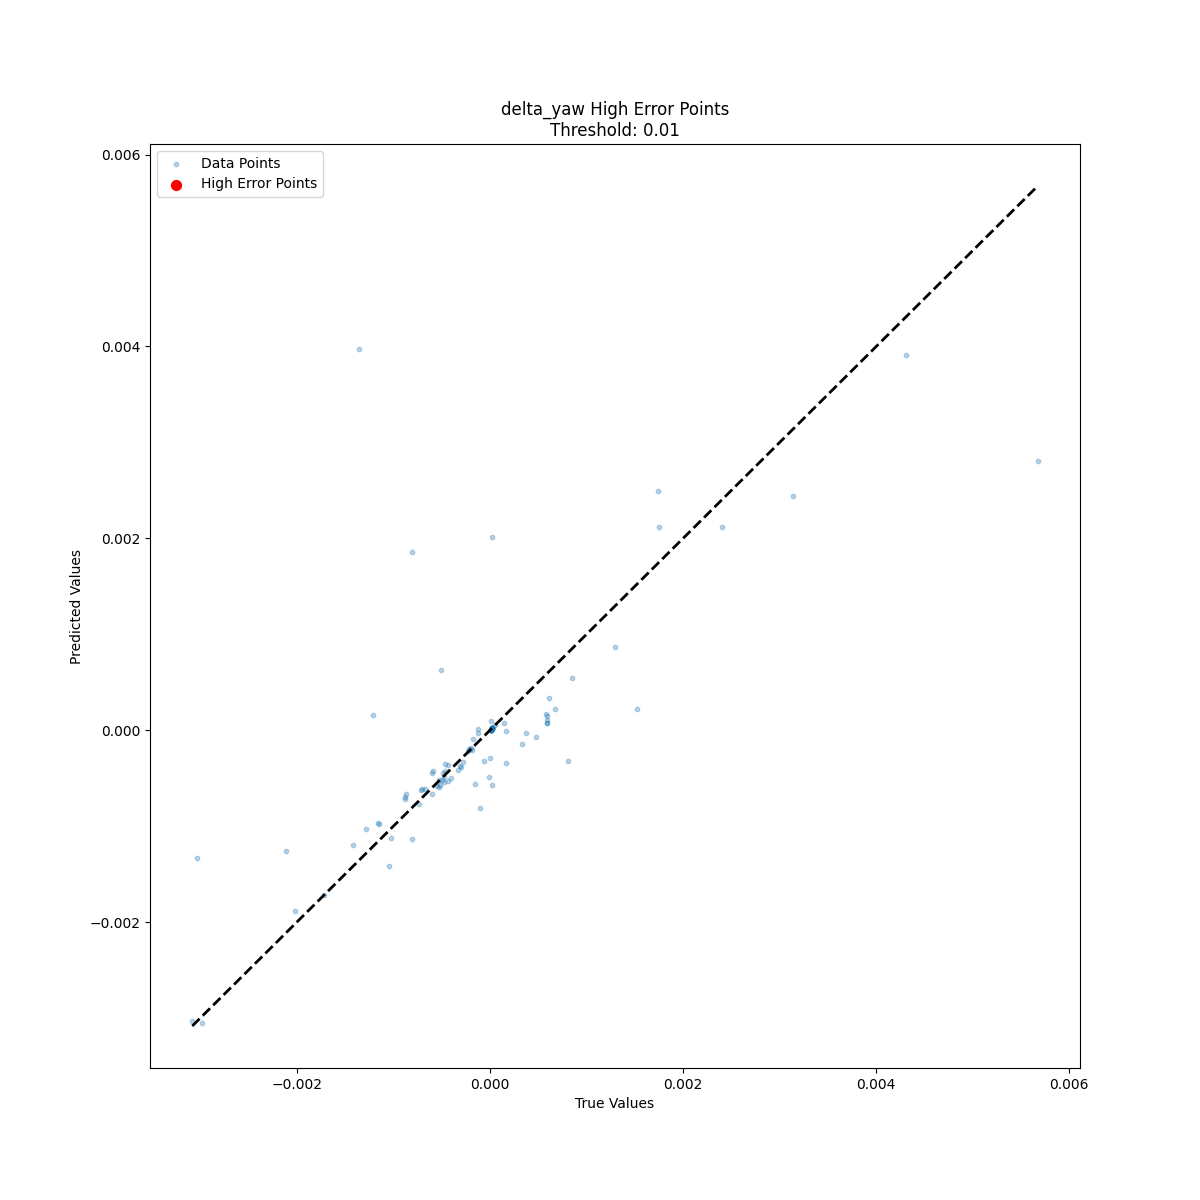 delta_yaw High Error Points
Threshold: 0.01
Data Points
High Error Points
0.006
0.004
0.002
0.000
−0.002
Predicted Values
−0.002
0.000
0.002
0.004
0.006
True Values